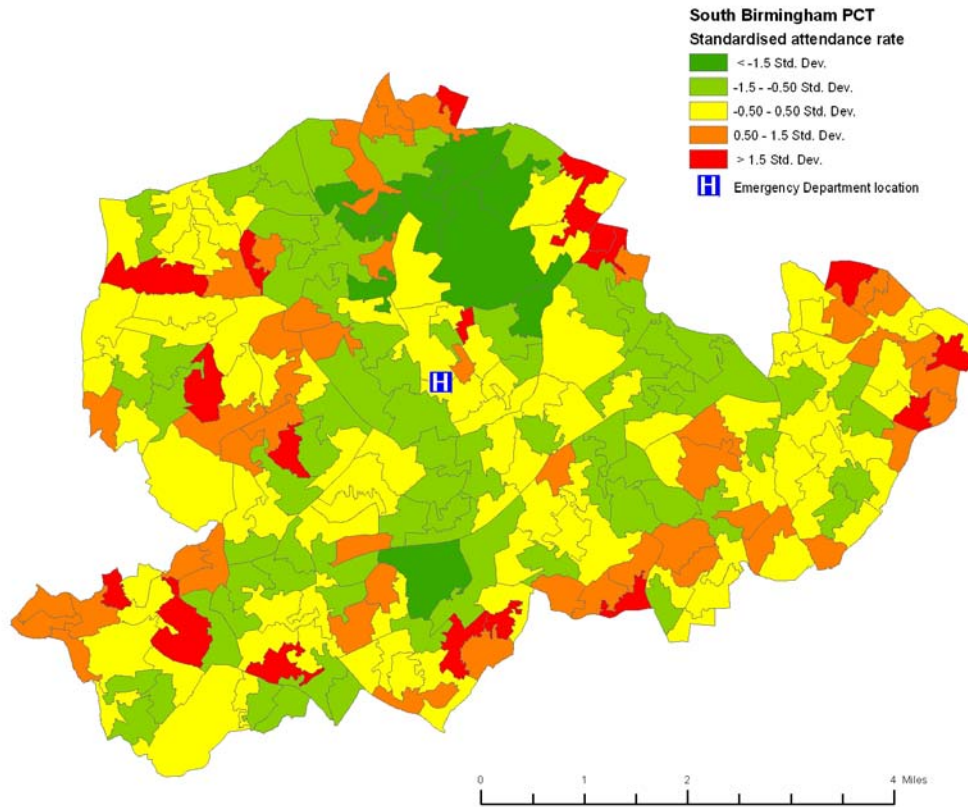 South Birmingham PCT
Standardised attendance rate
< -1.5 Std. Dev.
-1.5 - -0.50 Std. Dev.
-0.50 - 0.50 Std. Dev.
0.50 - 1.5 Std. Dev.
> 1.5 Std. Dev.
H Emergency Department location
H
0 1 2 4 Miles